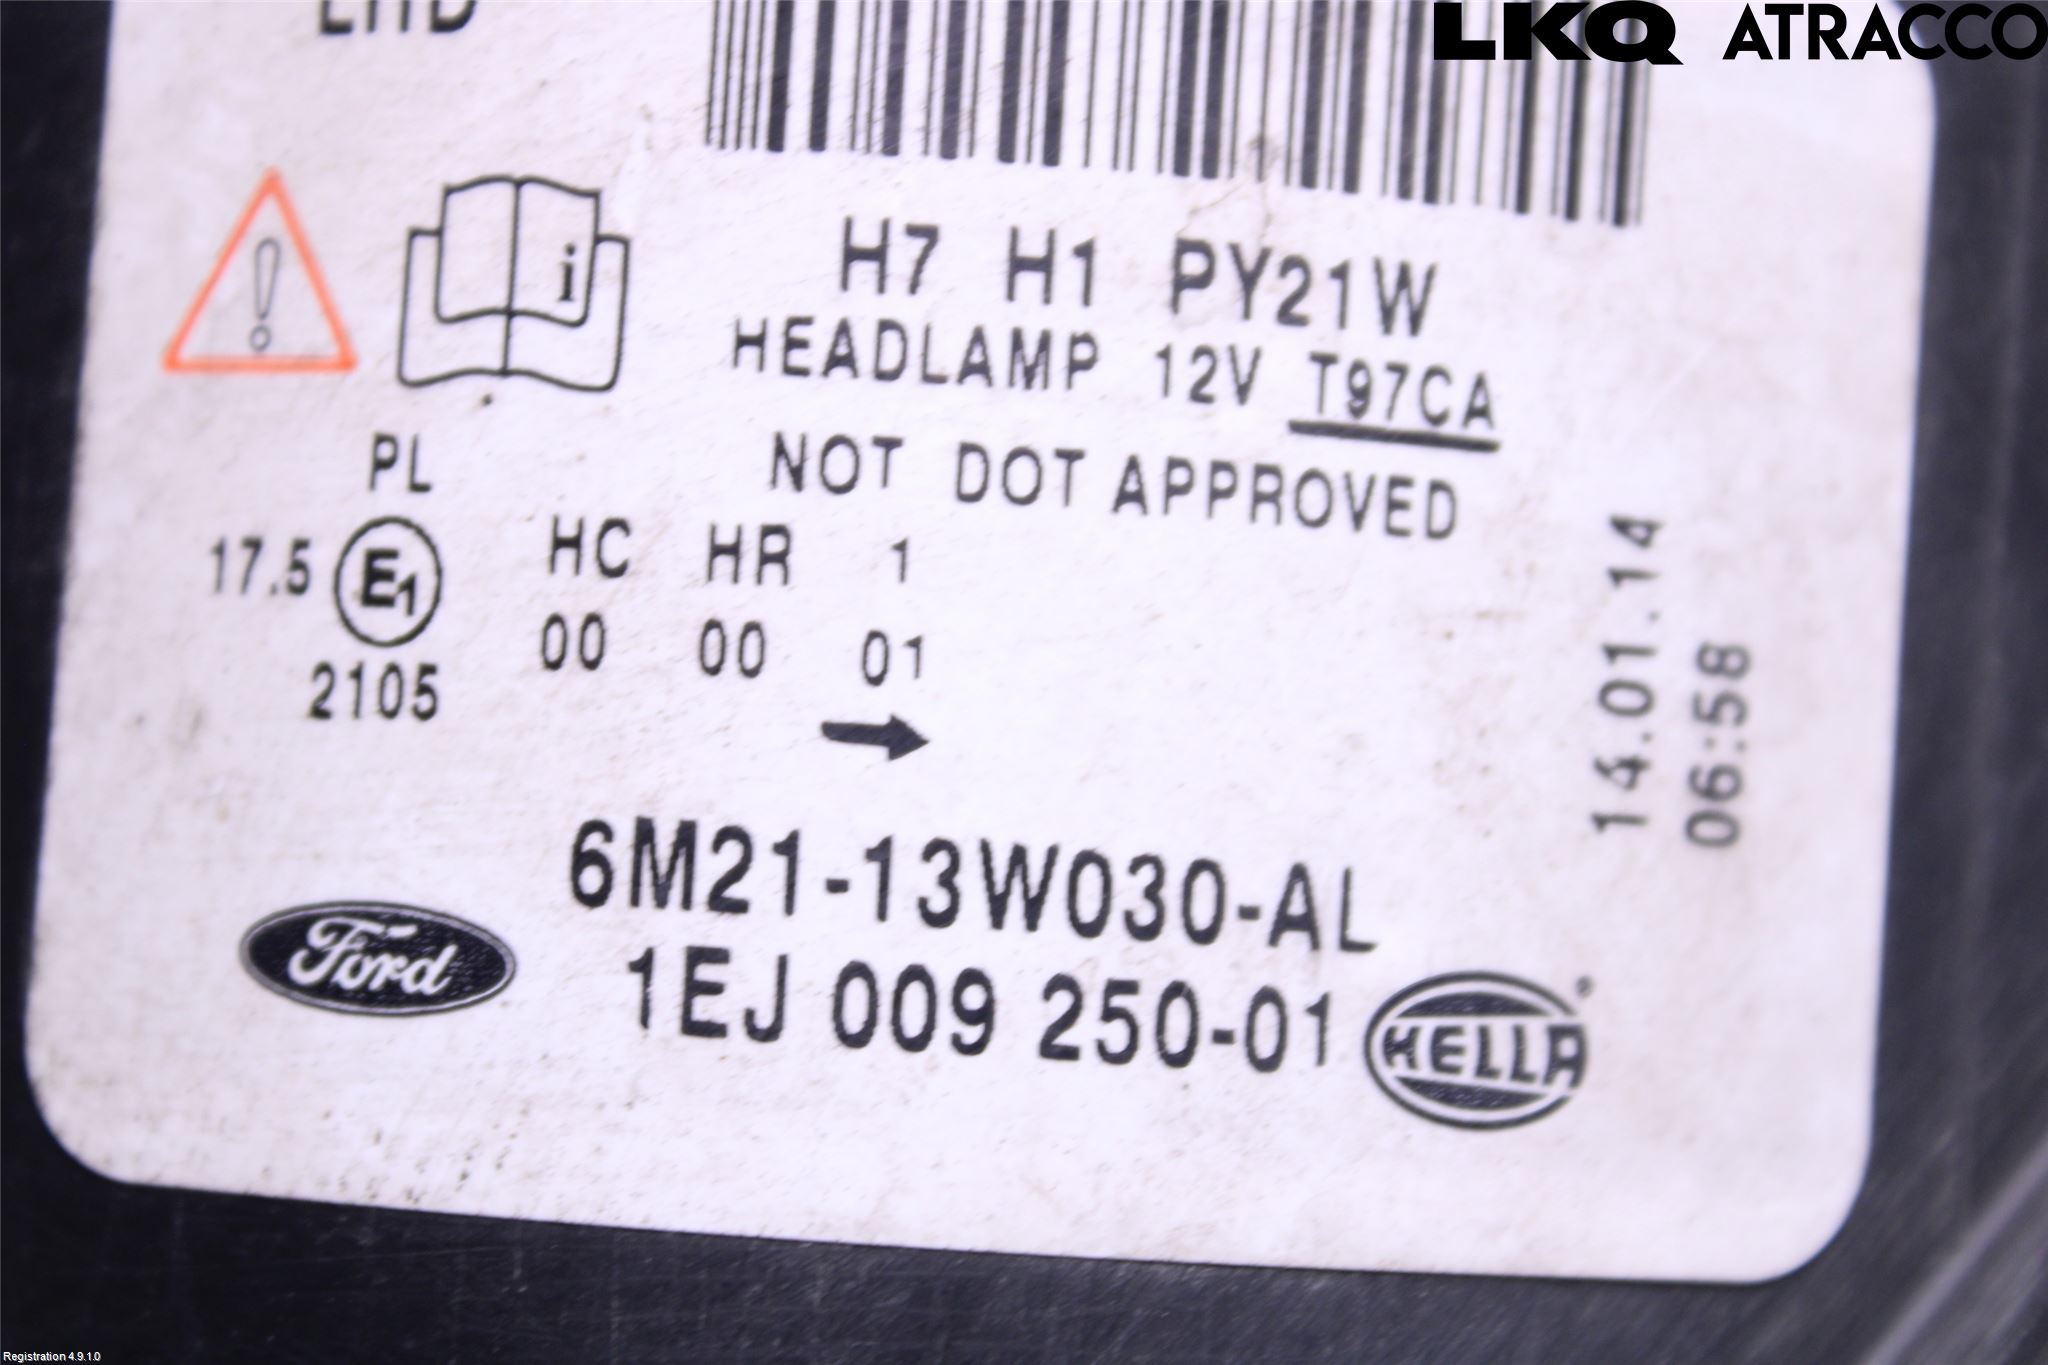 LKQ ATRACCO
LHD
H7 H1 PY21W
HEADLAMP 12V T97CA
NOT DOT APPROVED
PL
17.5 E1 HC HR 1
2105 00 00 01
14.01.14
06:58
6M21-13W030-AL
Ford
1EJ 009 250-01
HELLA
Registration 4.9.1.0